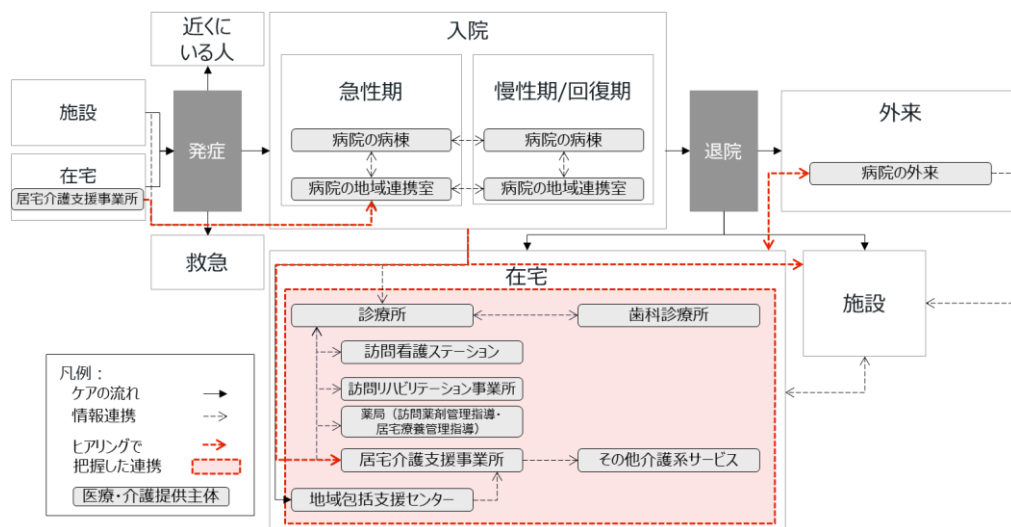 近くに
いる人
施設
在宅
居宅介護支援事業所
発症
救急
入院
急性期
病院の病棟
病院の地域連携室
慢性期/回復期
病院の病棟
病院の地域連携室
退院
外来
病院の外来
在宅
診療所
歯科診療所
訪問看護ステーション
訪問リハビリテーション事業所
薬局（訪問薬剤管理指導・
居宅療養管理指導）
居宅介護支援事業所
その他介護系サービス
地域包括支援センター
施設
凡例：
ケアの流れ
情報連携
ヒアリングで
把握した連携
医療・介護提供主体